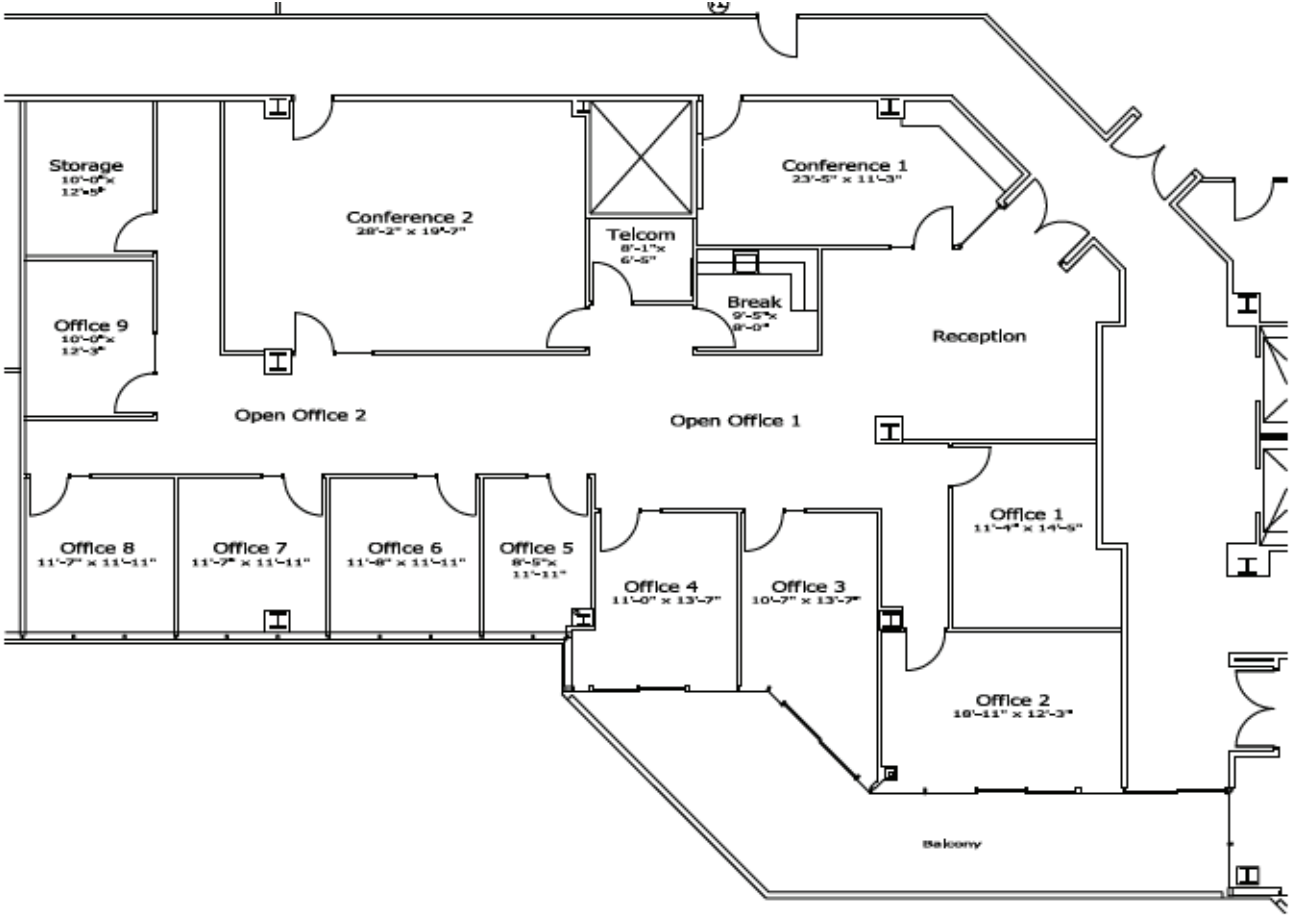 Storage
10'-0" x
12'-5"
Conference 1
23'-5" x 11'-3"
Conference 2
28'-2" x 19'-7"
Telcom
8'-1" x
6'-5"
Break
9'-5" x
8'-0"
Office 9
10'-0" x
12'-3"
Reception
Open Office 2
Open Office 1
Office 1
11'-4" x 14'-5"
Office 8
11'-7" x 11'-11"
Office 7
11'-7" x 11'-11"
Office 6
11'-8" x 11'-11"
Office 5
8'-5" x
11'-11"
Office 4
11'-0" x 13'-7"
Office 3
10'-7" x 13'-7"
Office 2
18'-11" x 12'-3"
Balcony